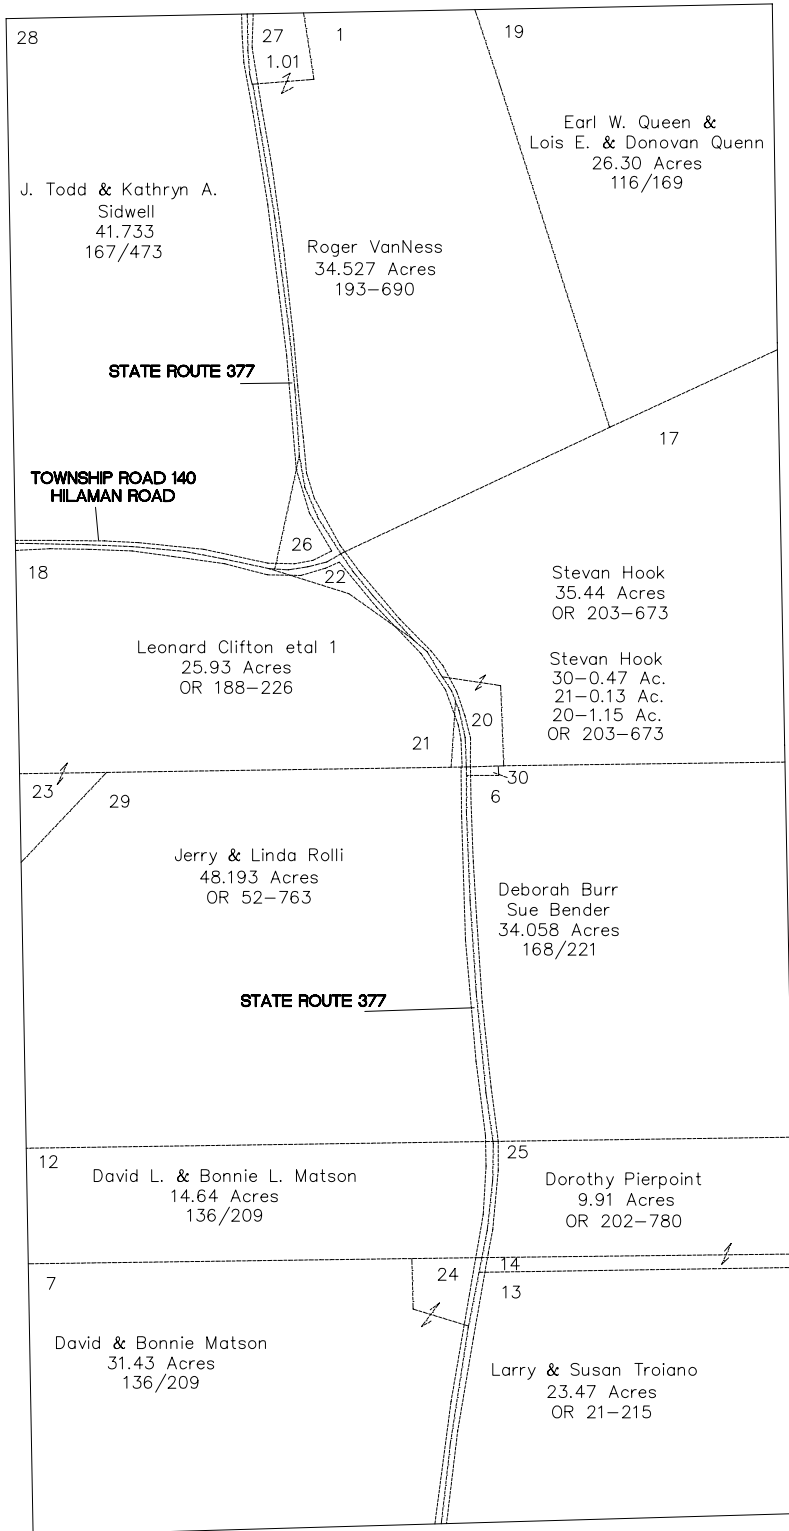 28
27
1
19
1.01
Earl W. Queen &
Lois E. & Donovan Quenn
26.30 Acres
116/169
J. Todd & Kathryn A.
Sidwell
41.733
167/473
Roger VanNess
34.527 Acres
193-690
STATE ROUTE 377
17
TOWNSHIP ROAD 140
HILAMAN ROAD
26
22
18
Stevan Hook
35.44 Acres
OR 203-673
Leonard Clifton etal 1
25.93 Acres
OR 188-226
Stevan Hook
30-0.47 Ac.
21-0.13 Ac.
20-1.15 Ac.
OR 203-673
20
21
30
23
29
6
Jerry & Linda Rolli
48.193 Acres
OR 52-763
Deborah Burr
Sue Bender
34.058 Acres
168/221
STATE ROUTE 377
12
25
David L. & Bonnie L. Matson
14.64 Acres
136/209
Dorothy Pierpoint
9.91 Acres
OR 202-780
7
24
14
13
David & Bonnie Matson
31.43 Acres
136/209
Larry & Susan Troiano
23.47 Acres
OR 21-215